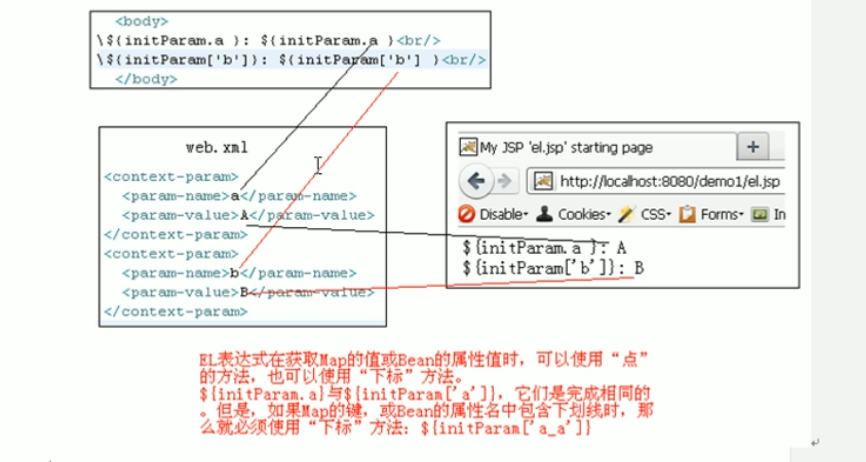 <body>
\${initParam.a }: ${initParam.a }<br/>
\${initParam['b']}: ${initParam['b'] }<br/>
</body>
web.xml
<context-param>
<param-name>a</param-name>
<param-value>A</param-value>
</context-param>
<context-param>
<param-name>b</param-name>
<param-value>B</param-value>
</context-param>
My JSP 'el.jsp' starting page
http://localhost:8080/demo1/el.jsp
Disable Cookies CSS Forms In
${initParam.a }: A
${initParam['b']}: B
EL表达式在获取Map的值或Bean的属性值时，可以使用“点”
的方法，也可以使用“下标”方法。
${initParam.a}与${initParam['a']}，它们是完成相同的
。但是，如果Map的键，或Bean的属性名中包含下划线时，那
么就必须使用“下标”方法：${initParam['a_a']}